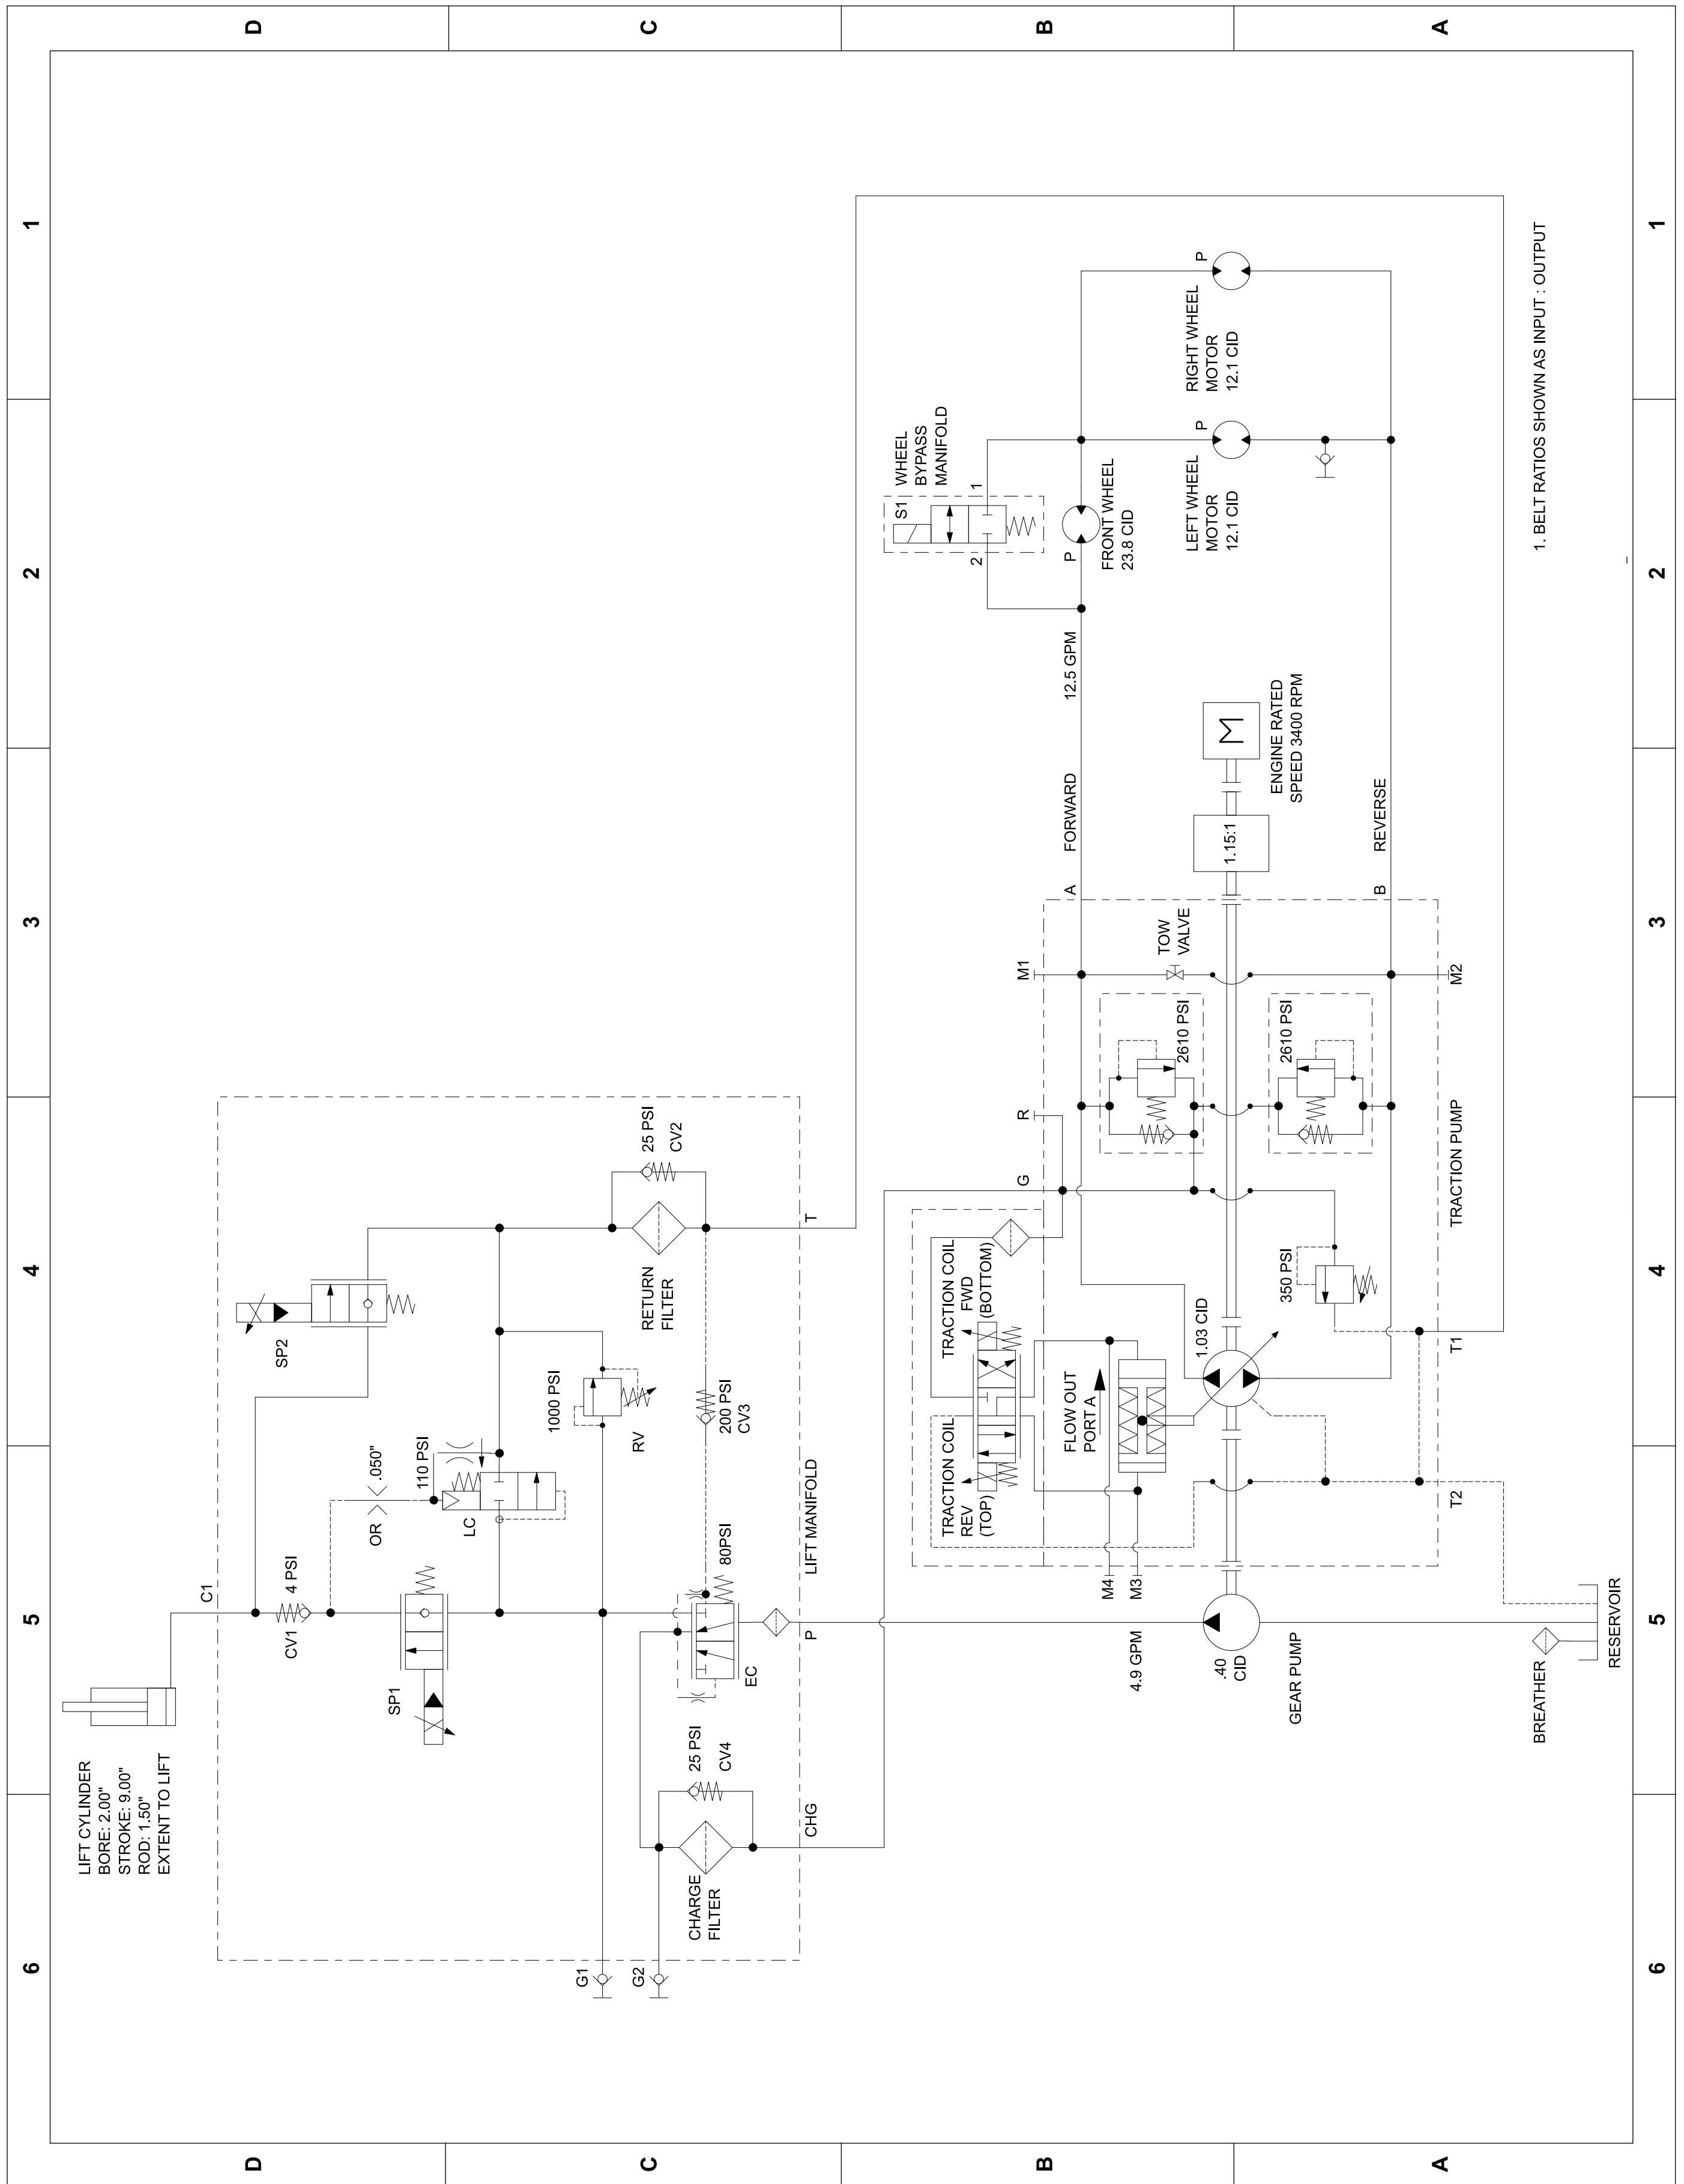 D
C
B
A
1
2
3
4
5
6
LIFT CYLINDER
BORE: 2.00"
STROKE: 9.00"
ROD: 1.50"
EXTENT TO LIFT
C1
CV1
4 PSI
OR
.050"
SP1
SP2
LC
110 PSI
1000 PSI
RV
RETURN
FILTER
25 PSI
CV2
200 PSI
CV3
EC
80PSI
25 PSI
CV4
CHARGE
FILTER
G1
G2
CHG
P
LIFT MANIFOLD
T
S1
WHEEL
BYPASS
MANIFOLD
2
1
P
FRONT WHEEL
23.8 CID
LEFT WHEEL
MOTOR
12.1 CID
P
RIGHT WHEEL
MOTOR
12.1 CID
P
12.5 GPM
FORWARD
A
REVERSE
B
M
ENGINE RATED
SPEED 3400 RPM
1.15:1
M1
TOW
VALVE
M2
R
G
2610 PSI
2610 PSI
TRACTION PUMP
TRACTION COIL
FWD
(BOTTOM)
TRACTION COIL
REV
(TOP)
FLOW OUT
PORT A
1.03 CID
350 PSI
T1
T2
M4
M3
4.9 GPM
.40
CID
GEAR PUMP
BREATHER
RESERVOIR
1. BELT RATIOS SHOWN AS INPUT : OUTPUT
D
C
B
A
1
2
3
4
5
6